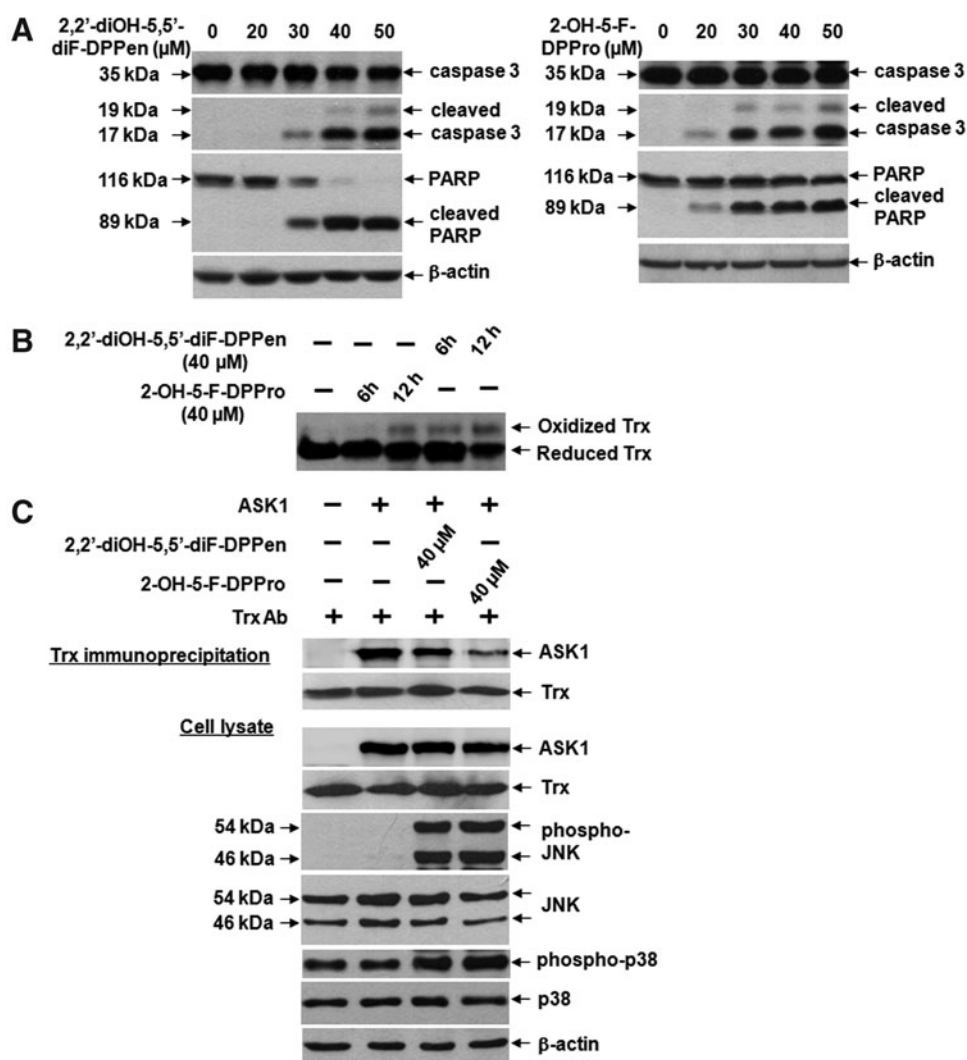 A
2,2'-diOH-5,5'-
diF-DPPen (µM)
0 20 30 40 50
35 kDa
caspase 3
19 kDa
cleaved
17 kDa
caspase 3
116 kDa
PARP
89 kDa
cleaved
PARP
β-actin
2-OH-5-F-
DPPro (µM)
0 20 30 40 50
35 kDa
caspase 3
19 kDa
cleaved
17 kDa
caspase 3
116 kDa
PARP
89 kDa
cleaved
PARP
β-actin
B
2,2'-diOH-5,5'-diF-DPPen
(40 µM)
– – – 6h 12 h
2-OH-5-F-DPPro
(40 µM)
– 6h 12 h – –
Oxidized Trx
Reduced Trx
C
ASK1 – + + +
2,2'-diOH-5,5'-diF-DPPen – – 40 µM –
2-OH-5-F-DPPro – – – 40 µM
Trx Ab + + + +
Trx immunoprecipitation
ASK1
Trx
Cell lysate
ASK1
Trx
54 kDa
phospho-
46 kDa
JNK
54 kDa
JNK
46 kDa
phospho-p38
p38
β-actin